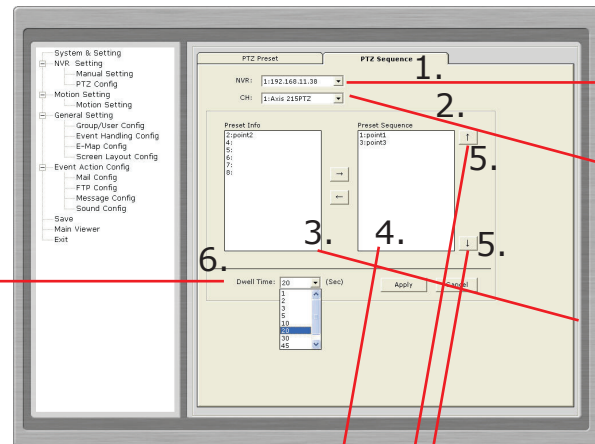 System & Setting
NVR Setting
Manual Setting
PTZ Config
Motion Setting
Motion Setting
General Setting
Group/User Config
Event Handling Config
E-Map Config
Screen Layout Config
Event Action Config
Mail Config
FTP Config
Message Config
Sound Config
Save
Main Viewer
Exit
PTZ Preset
PTZ Sequence
1.
NVR: 1:192.168.11.38
CH: 1:Axis 215PTZ
2.
Preset Info
2:point2
4:
5:
6:
7:
8:
→
←
3.
Preset Sequence
1:point1
3:point3
4.
↑
5.
↓
5.
6.
Dwell Time: 20 (Sec)
1
2
3
5
10
20
30
45
Apply
Cancel